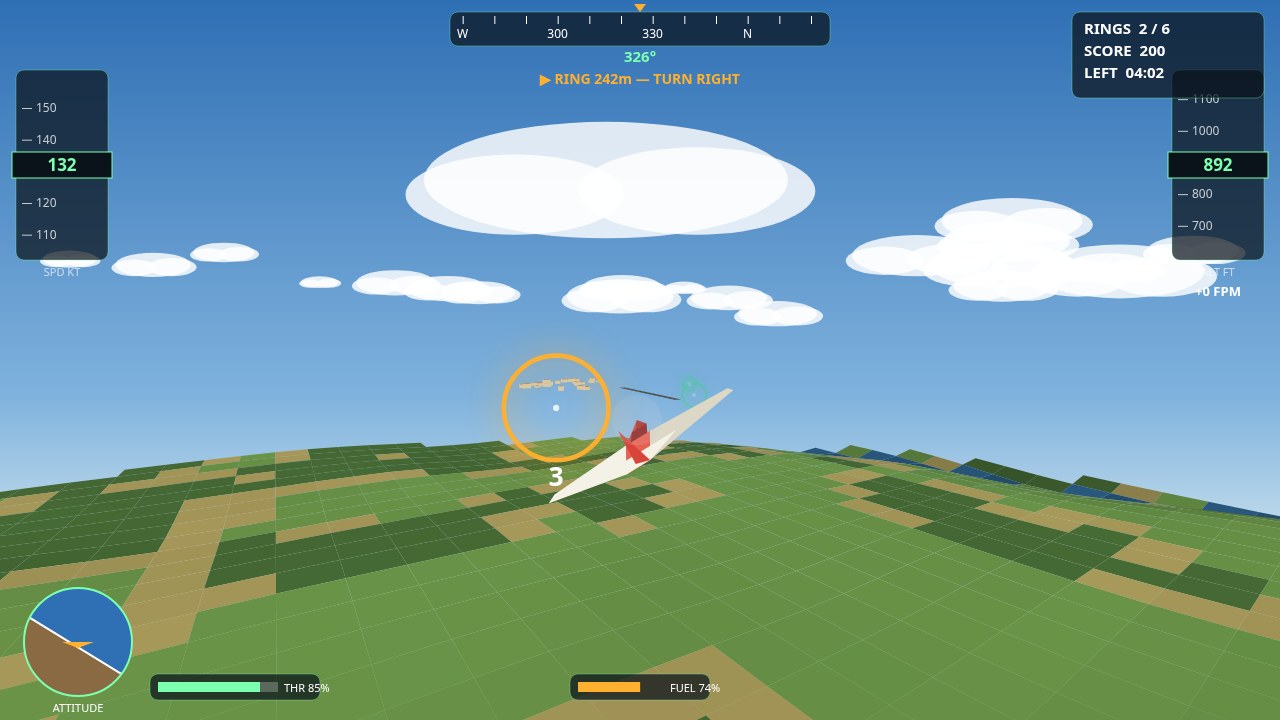 W 300 330 N
326°
▶ RING 242m — TURN RIGHT
RINGS 2 / 6
SCORE 200
LEFT 04:02
150
140
132
120
110
SPD KT
1100
1000
892
800
700
FT
+0 FPM
3
THR 85%
FUEL 74%
ATTITUDE